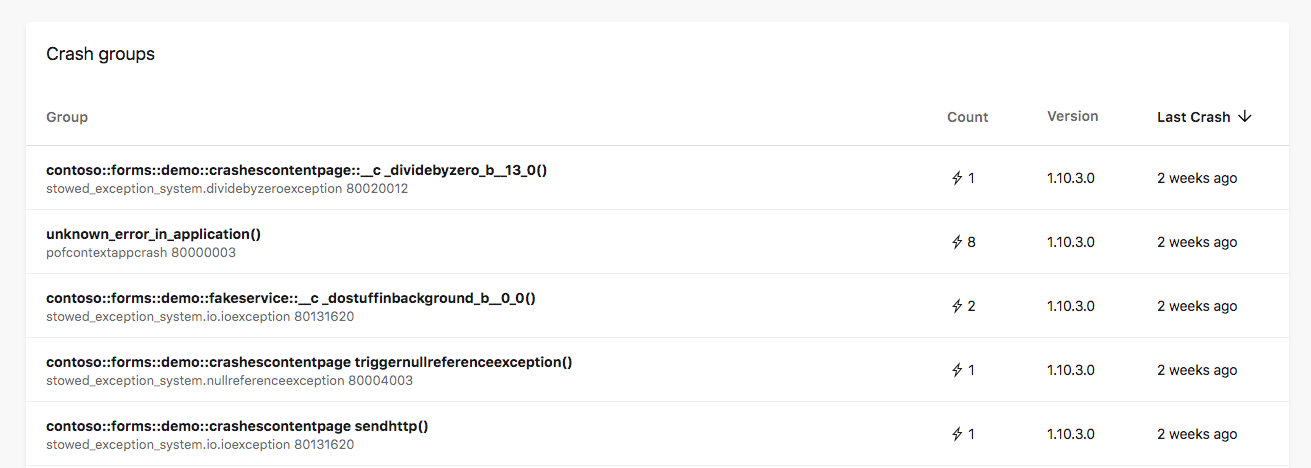 Crash groups
Group Count Version Last Crash ↓
contoso::forms::demo::crashescontentpage::__c _dividebyzero_b__13_0()
stowed_exception_system.dividebyzeroexception 80020012
1 1.10.3.0 2 weeks ago
unknown_error_in_application()
pofcontextappcrash 80000003
8 1.10.3.0 2 weeks ago
contoso::forms::demo::fakeservice::__c _dostuffinbackground_b__0_0()
stowed_exception_system.io.ioexception 80131620
2 1.10.3.0 2 weeks ago
contoso::forms::demo::crashescontentpage triggernullreferenceexception()
stowed_exception_system.nullreferenceexception 80004003
1 1.10.3.0 2 weeks ago
contoso::forms::demo::crashescontentpage sendhttp()
stowed_exception_system.io.ioexception 80131620
1 1.10.3.0 2 weeks ago